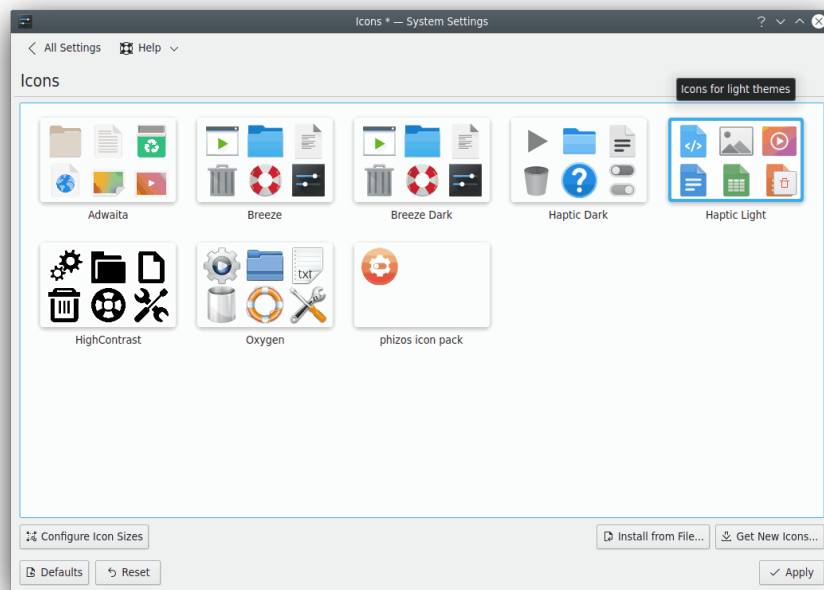 Icons * — System Settings
?
All Settings Help
Icons
Icons for light themes
</>
?
Adwaita Breeze Breeze Dark Haptic Dark Haptic Light
txt
HighContrast Oxygen phizos icon pack
Configure Icon Sizes Install from File... Get New Icons...
Defaults Reset Apply